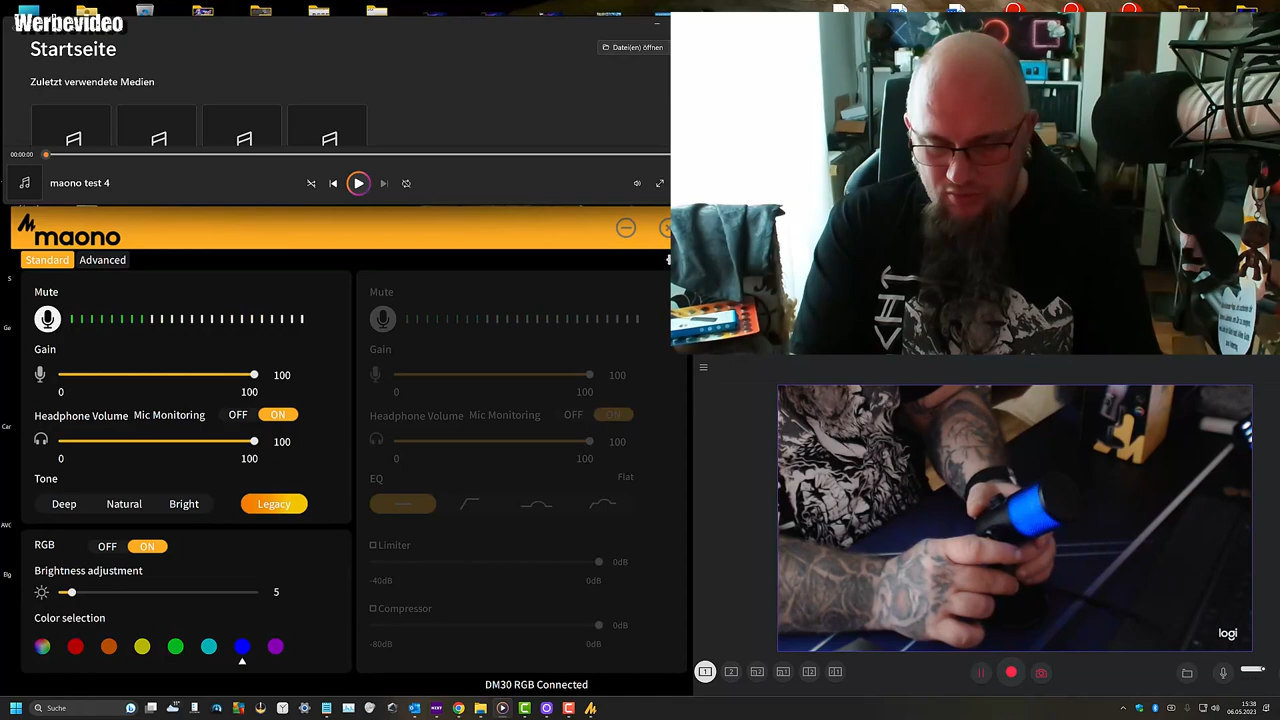 Werbevideo
Startseite
Datei(en) öffnen
Zuletzt verwendete Medien
00:00:00
maono test 4
maono
Standard
Advanced
Mute
Gain
100
0
100
Headphone Volume
Mic Monitoring
OFF
ON
100
0
100
Tone
Deep
Natural
Bright
Legacy
RGB
OFF
ON
Brightness adjustment
5
Color selection
Mute
Gain
100
0
100
Headphone Volume
Mic Monitoring
OFF
ON
100
0
100
EQ
Flat
Limiter
0dB
-40dB
0dB
Compressor
0dB
-80dB
0dB
DM30 RGB Connected
logi
Suche
15:38
06.05.2023